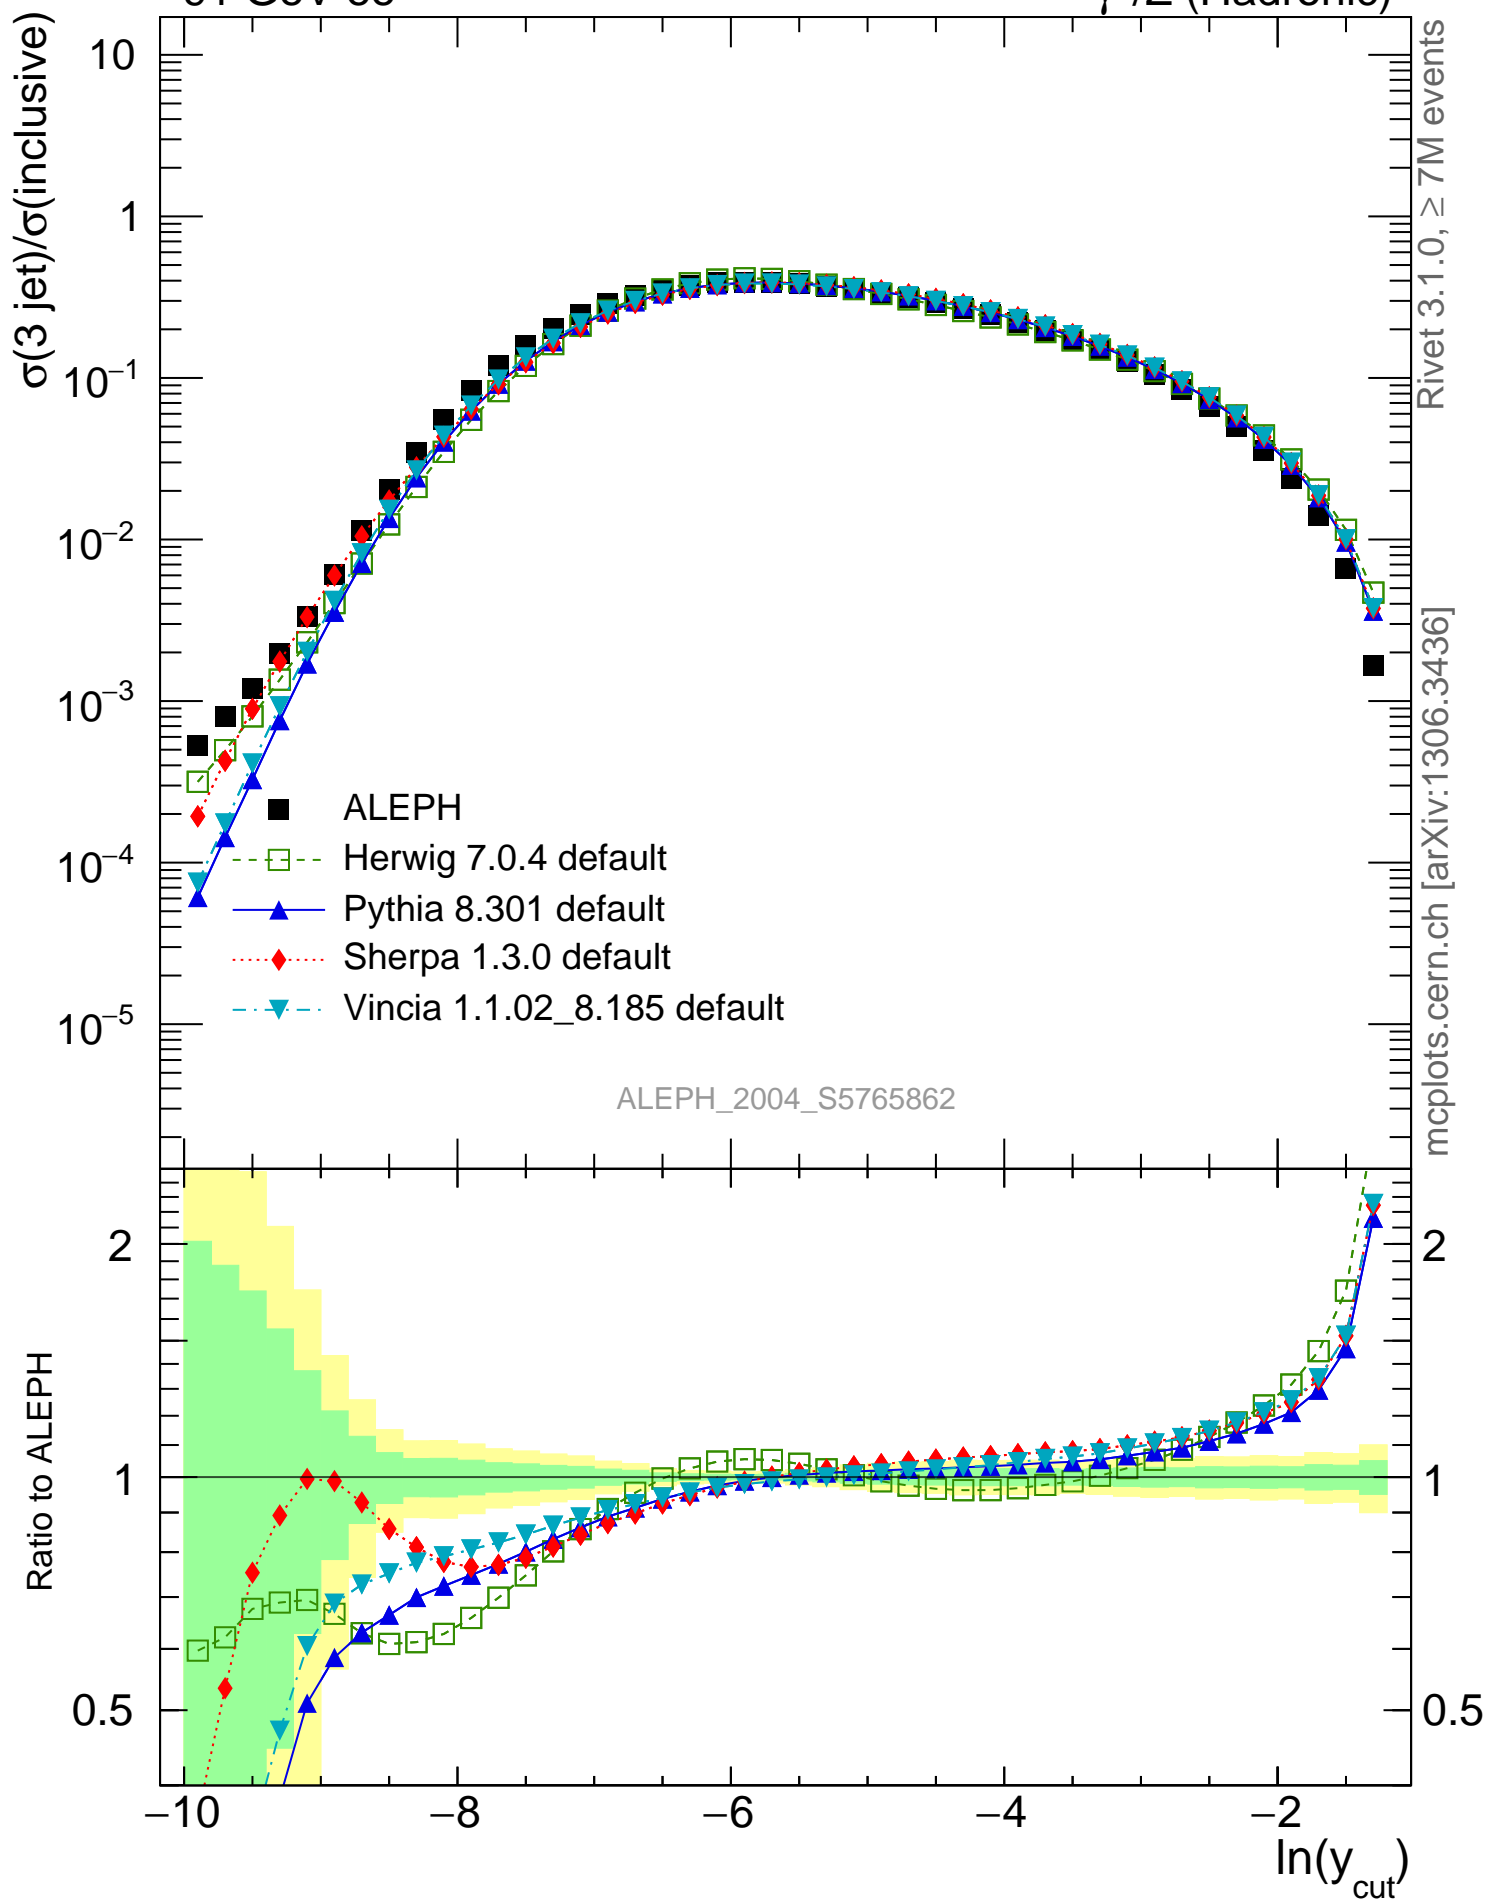 σ(3 jet)/σ(inclusive)
10
1
10⁻¹
10⁻²
10⁻³
10⁻⁴
10⁻⁵
ALEPH
Herwig 7.0.4 default
Pythia 8.301 default
Sherpa 1.3.0 default
Vincia 1.1.02_8.185 default
ALEPH_2004_S5765862
Rivet 3.1.0, ≥ 7M events
mcplots.cern.ch [arXiv:1306.3436]
Ratio to ALEPH
2
1
0.5
2
1
0.5
−10 −8 −6 −4 −2
ln(y_cut)